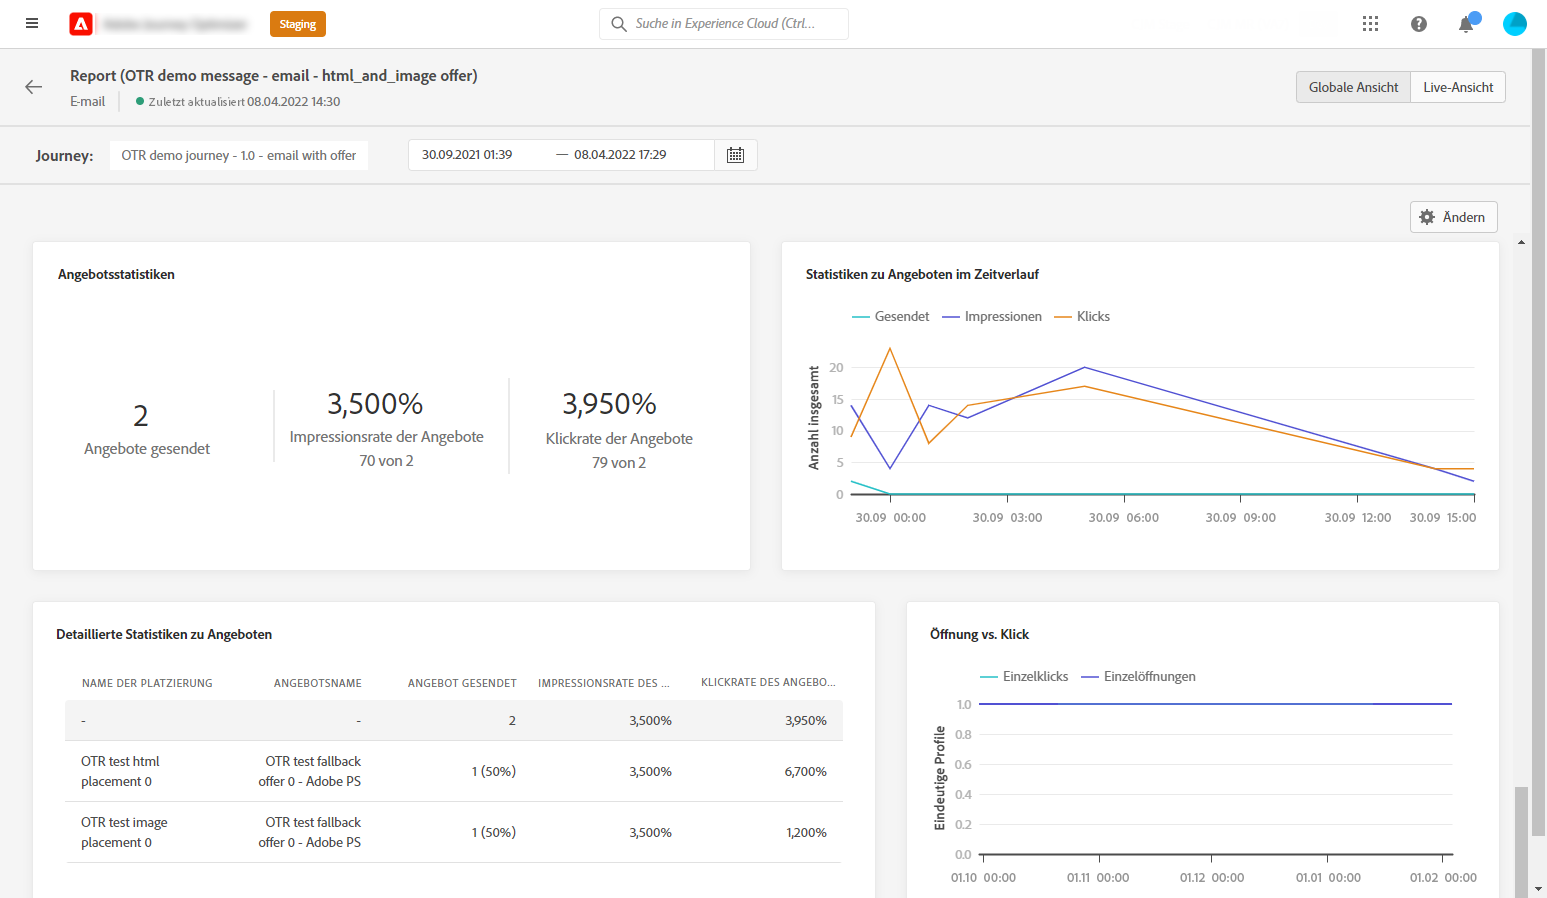 Staging
Suche in Experience Cloud (Ctrl...
Report (OTR demo message - email - html_and_image offer)
E-mail
Zuletzt aktualisiert 08.04.2022 14:30
Globale Ansicht
Live-Ansicht
Journey:
OTR demo journey - 1.0 - email with offer
30.09.2021 01:39 — 08.04.2022 17:29
Ändern
Angebotsstatistiken
2
Angebote gesendet
3,500%
Impressionsrate der Angebote
70 von 2
3,950%
Klickrate der Angebote
79 von 2
Statistiken zu Angeboten im Zeitverlauf
Gesendet Impressionen Klicks
Anzahl insgesamt
20
15
10
5
0
30.09 00:00 30.09 03:00 30.09 06:00 30.09 09:00 30.09 12:00 30.09 15:00
Detaillierte Statistiken zu Angeboten
NAME DER PLATZIERUNG ANGEBOTSNAME ANGEBOT GESENDET IMPRESSIONSRATE DES ... KLICKRATE DES ANGEBO...
- - 2 3,500% 3,950%
OTR test html OTR test fallback
placement 0 offer 0 - Adobe PS
1 (50%) 3,500% 6,700%
OTR test image OTR test fallback
placement 0 offer 0 - Adobe PS
1 (50%) 3,500% 1,200%
Öffnung vs. Klick
Einzelklicks Einzelöffnungen
Eindeutige Profile
1.0
0.8
0.6
0.4
0.2
0.0
01.10 00:00 01.11 00:00 01.12 00:00 01.01 00:00 01.02 00:00